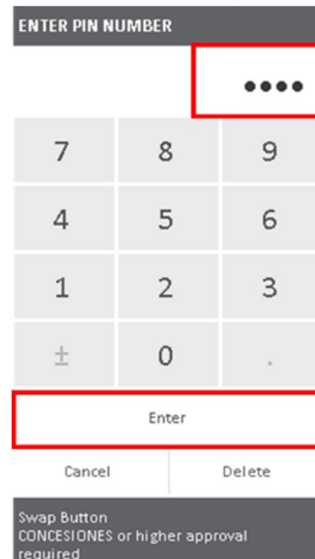 ENTER PIN NUMBER
••••
7 8 9
4 5 6
1 2 3
± 0 .
Enter
Cancel Delete
Swap Button
CONCESIONES or higher approval
required